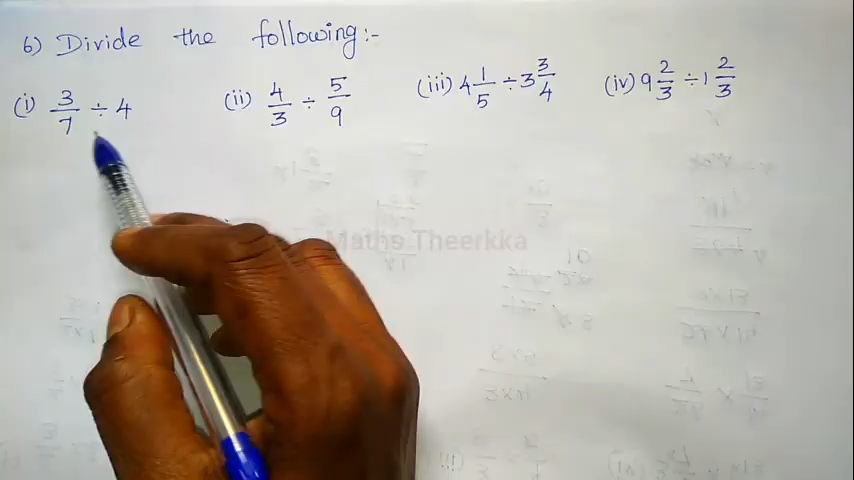 6) Divide the following:-
(i) 3/7 ÷ 4 (ii) 4/3 ÷ 5/9 (iii) 4 1/5 ÷ 3 3/4 (iv) 9 2/3 ÷ 1 2/3
Maths Theerkka